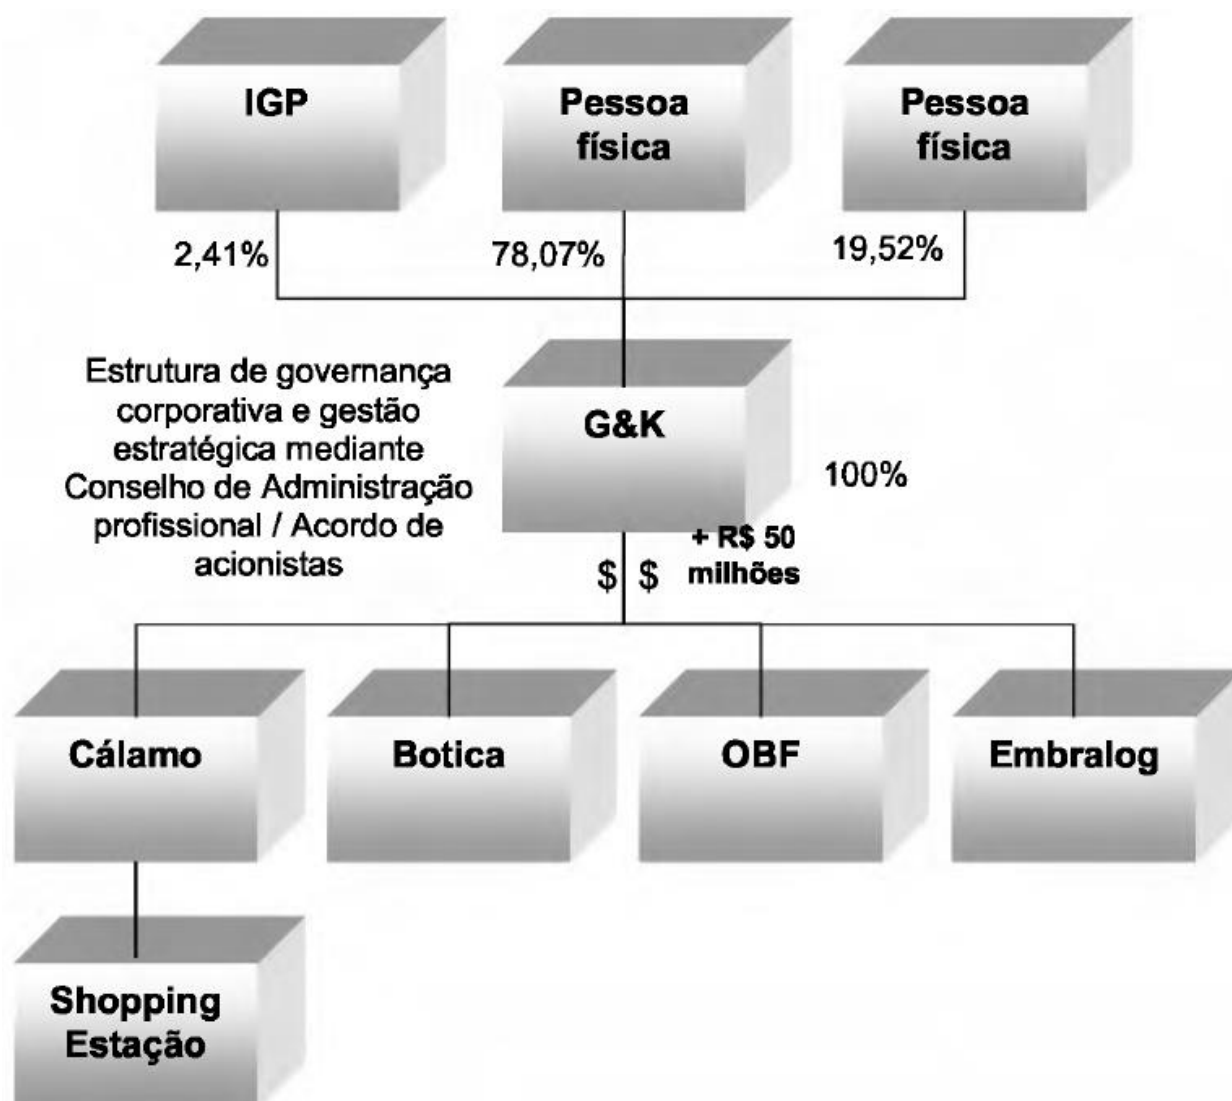 IGP
Pessoa
física
Pessoa
física
2,41%
78,07%
19,52%
Estrutura de governança
corporativa e gestão
estratégica mediante
Conselho de Administração
profissional / Acordo de
acionistas
G&K
100%
+ R$ 50
milhões
$ $
Cálamo
Botica
OBF
Embralog
Shopping
Estação